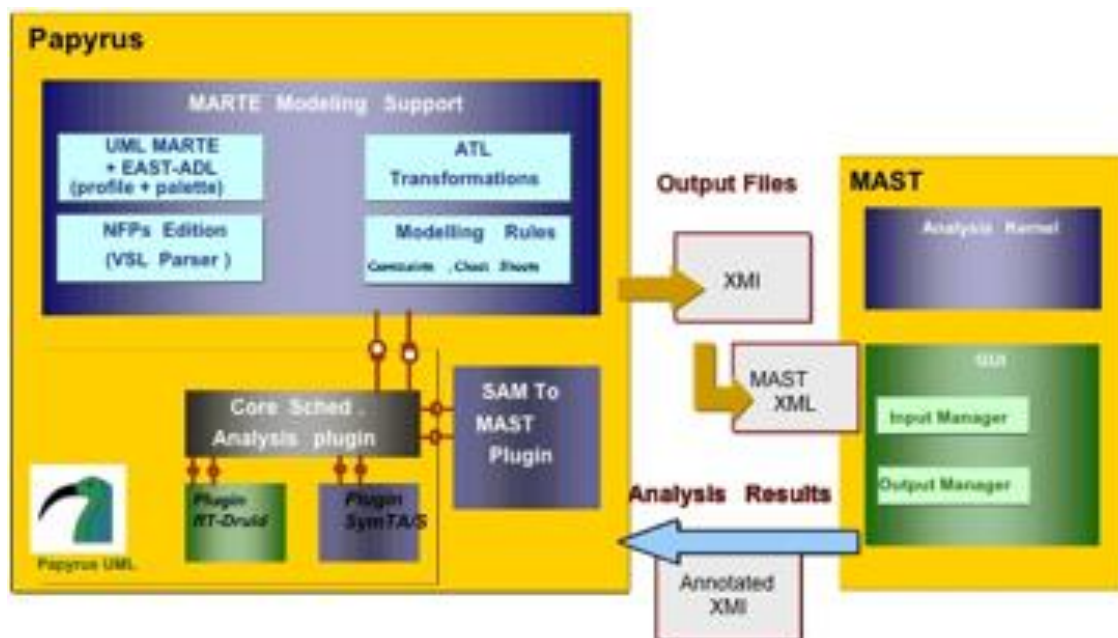 Papyrus
MARTE Modeling Support
UML MARTE
+ EAST-ADL
(profile + palette)
ATL
Transformations
NFPs Edition
(VSL Parser )
Modelling Rules
, Cheat Sheets
Core Sched .
Analysis plugin
SAM To
MAST
Plugin
Plugin
RT-Druid
Plugin
SymTA/S
Papyrus UML
Output Files
XMI
MAST
XML
Analysis Results
Annotated
XMI
MAST
Analysis Kernel
GUI
Input Manager
Output Manager